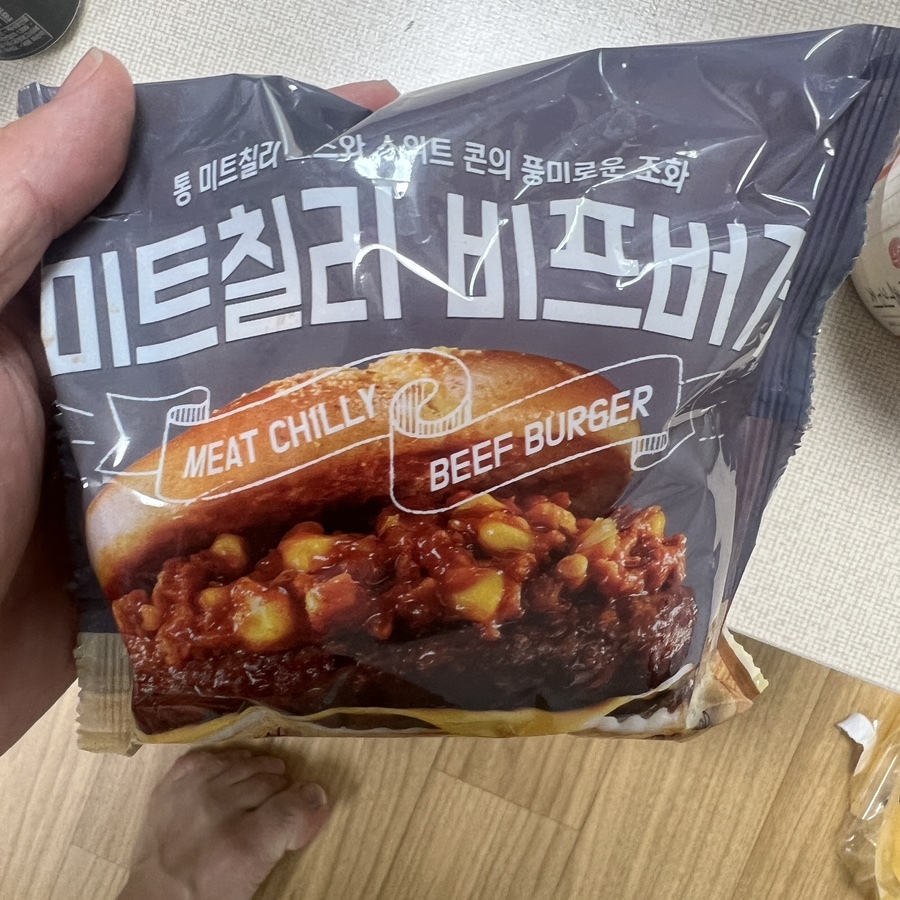 통 미트칠리 와 스위트 콘의 풍미로운 조화
미트칠리 비프버거
MEAT CHILLY
BEEF BURGER